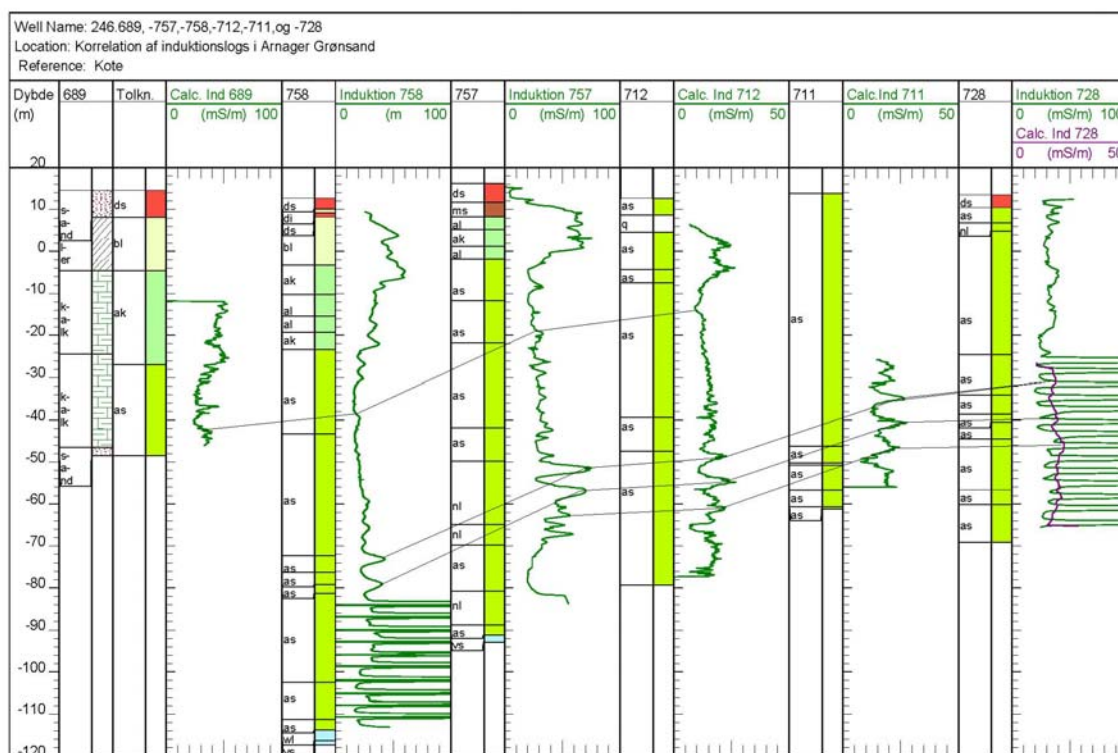 Well Name: 246.689, -757,-758,-712,-711,og -728
Location: Korrelation af induktionslogs i Arnager Grønsand
Reference: Kote
Dybde 689 Tolkn. Calc. Ind 689 758 Induktion 758 757 Induktion 757 712 Calc. Ind 712 711 Calc.Ind 711 728 Induktion 728
(m) 0 (mS/m) 100 0 (m 100 0 (mS/m) 100 0 (mS/m) 50 0 (mS/m) 50 0 (mS/m) 100
Calc. Ind 728
0 (mS/m) 50
20
10
0
-10
-20
-30
-40
-50
-60
-70
-80
-90
-100
-110
-120
s-
a-
nd
l-
er
k-
a-
lk
k-
a-
lk
s-
a-
nd
ds
bl
ak
as
ds
di
ds
bl
ak
al
al
ak
as
as
as
as
as
as
as
as
wl
vs
ds
ms
al
ak
al
as
as
as
as
nl
nl
as
nl
as
vs
as
q
as
as
as
as
as
as
as
as
as
as
ds
as
nl
as
as
as
as
as
as
as
as